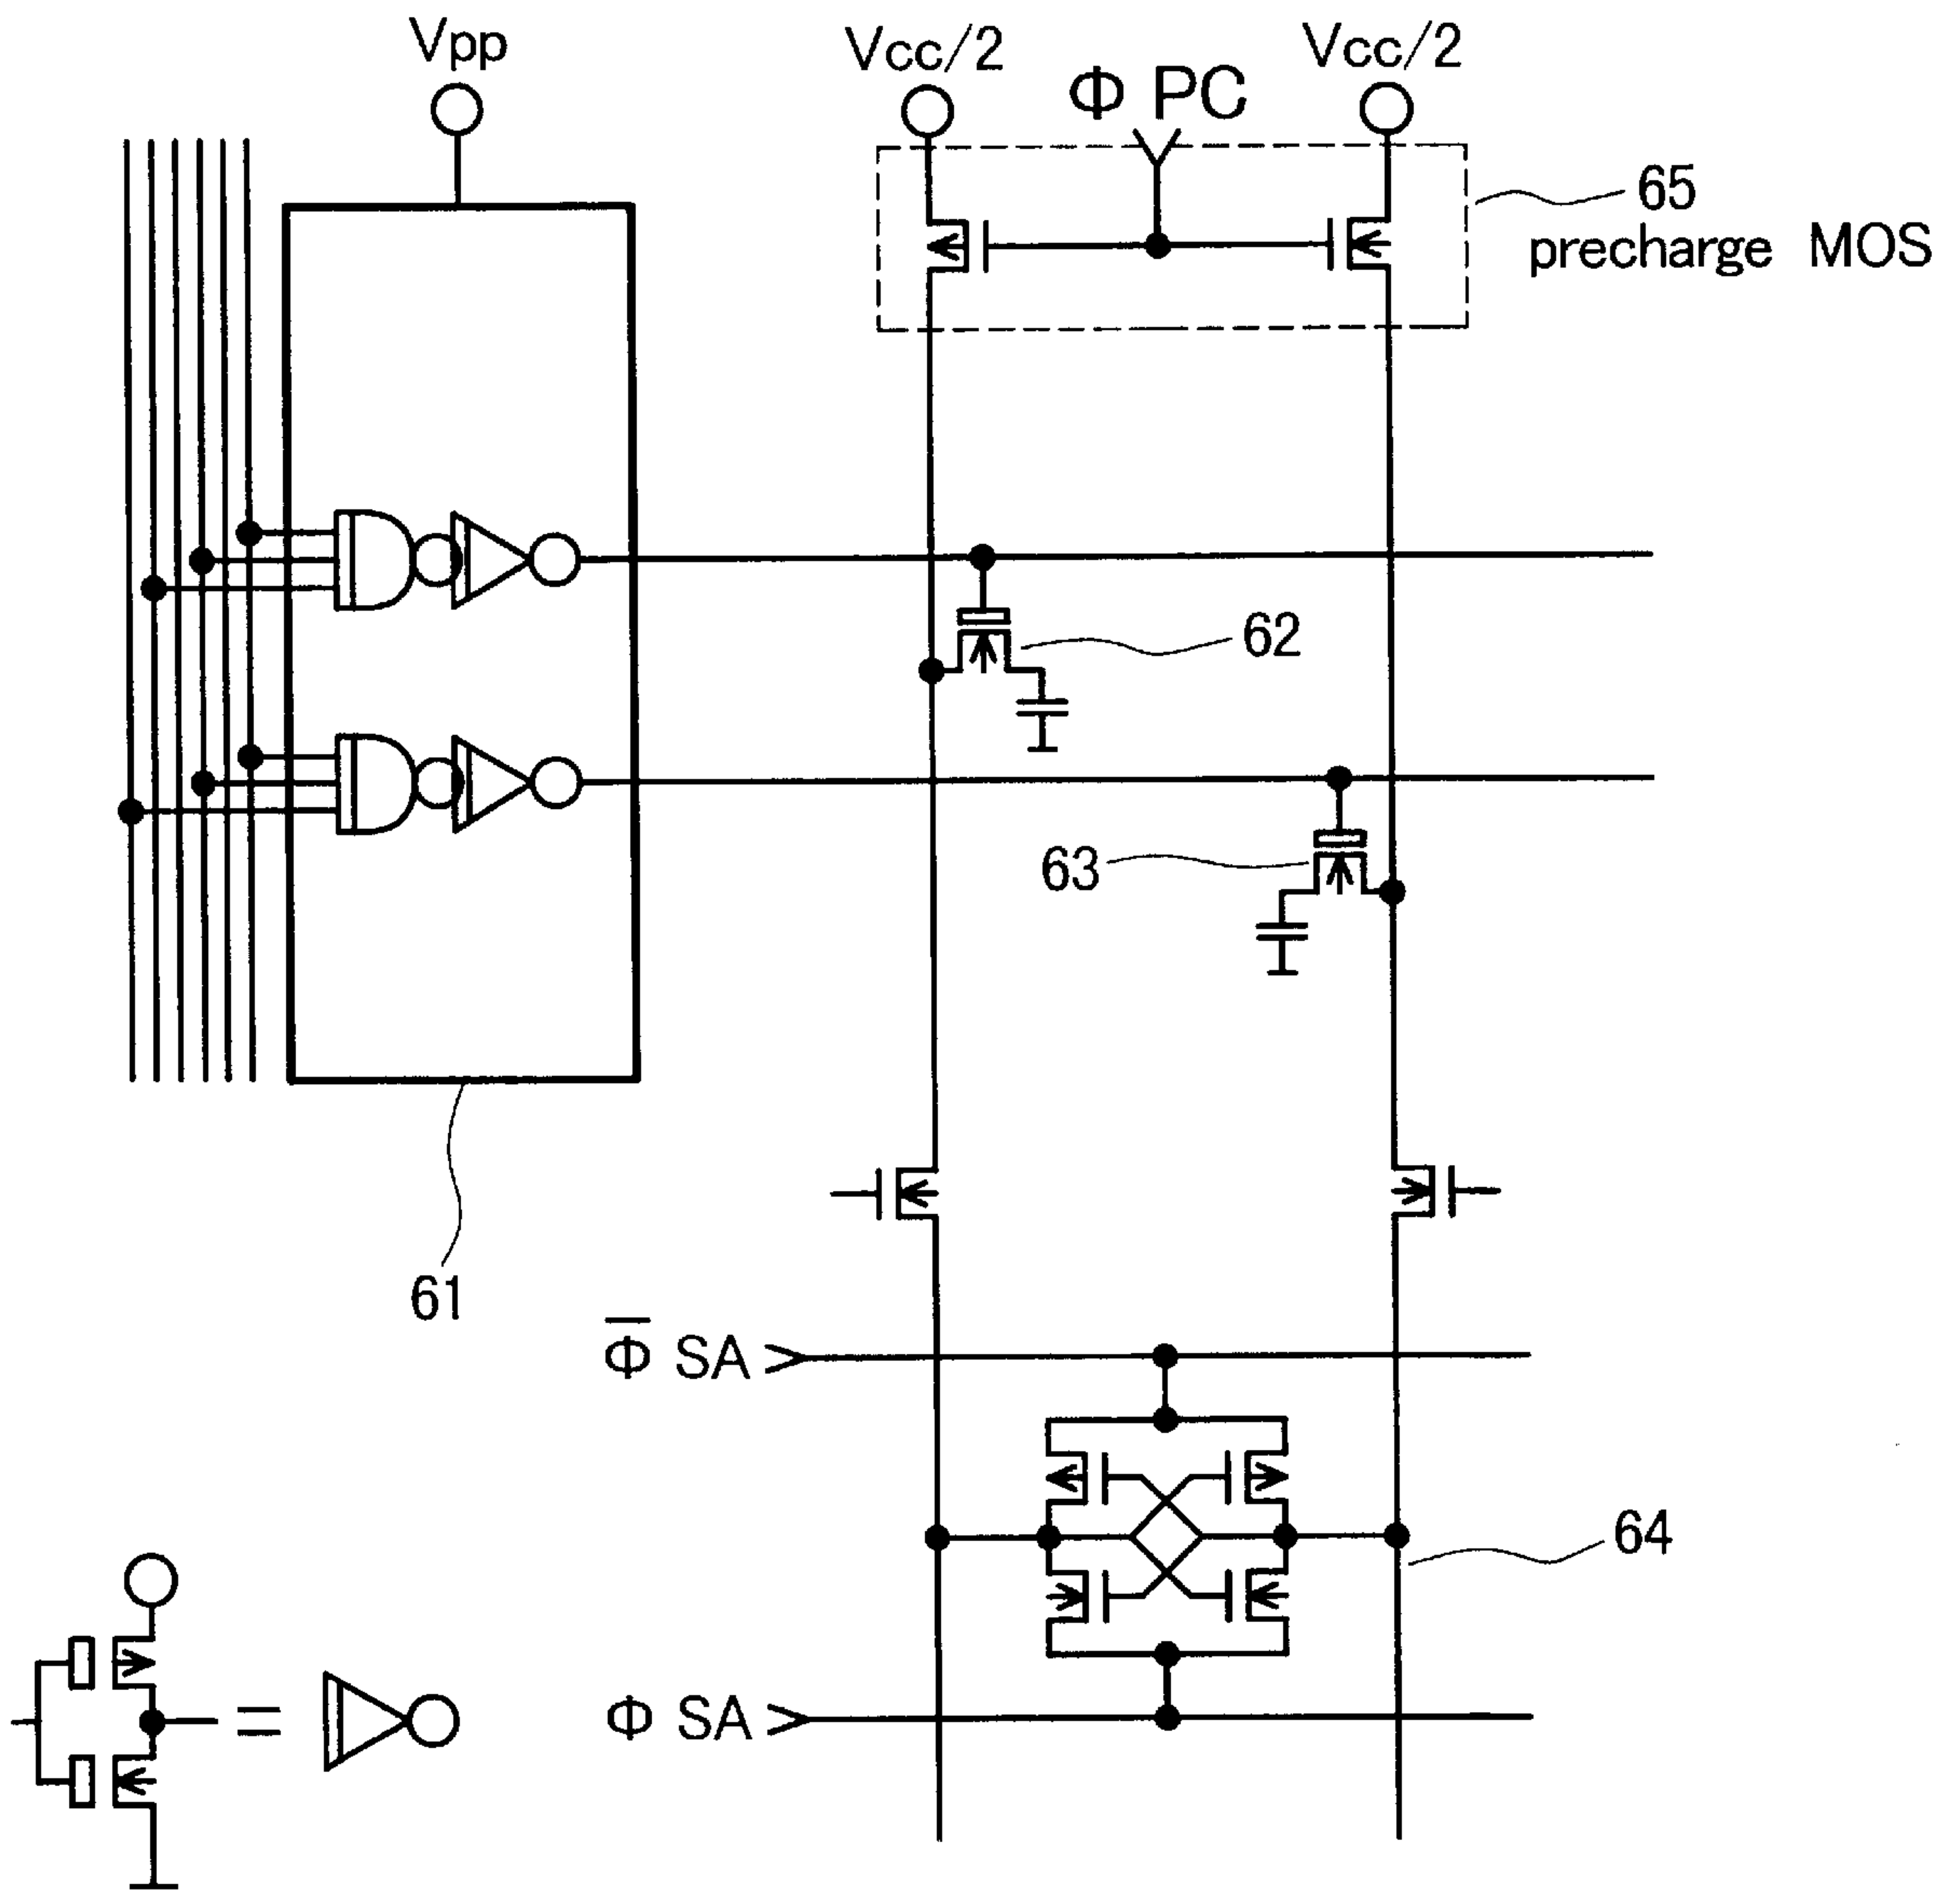 Vpp
Vcc/2
Φ PC
Vcc/2
65
precharge MOS
62
63
61
Φ̅ SA
64
=
Φ SA